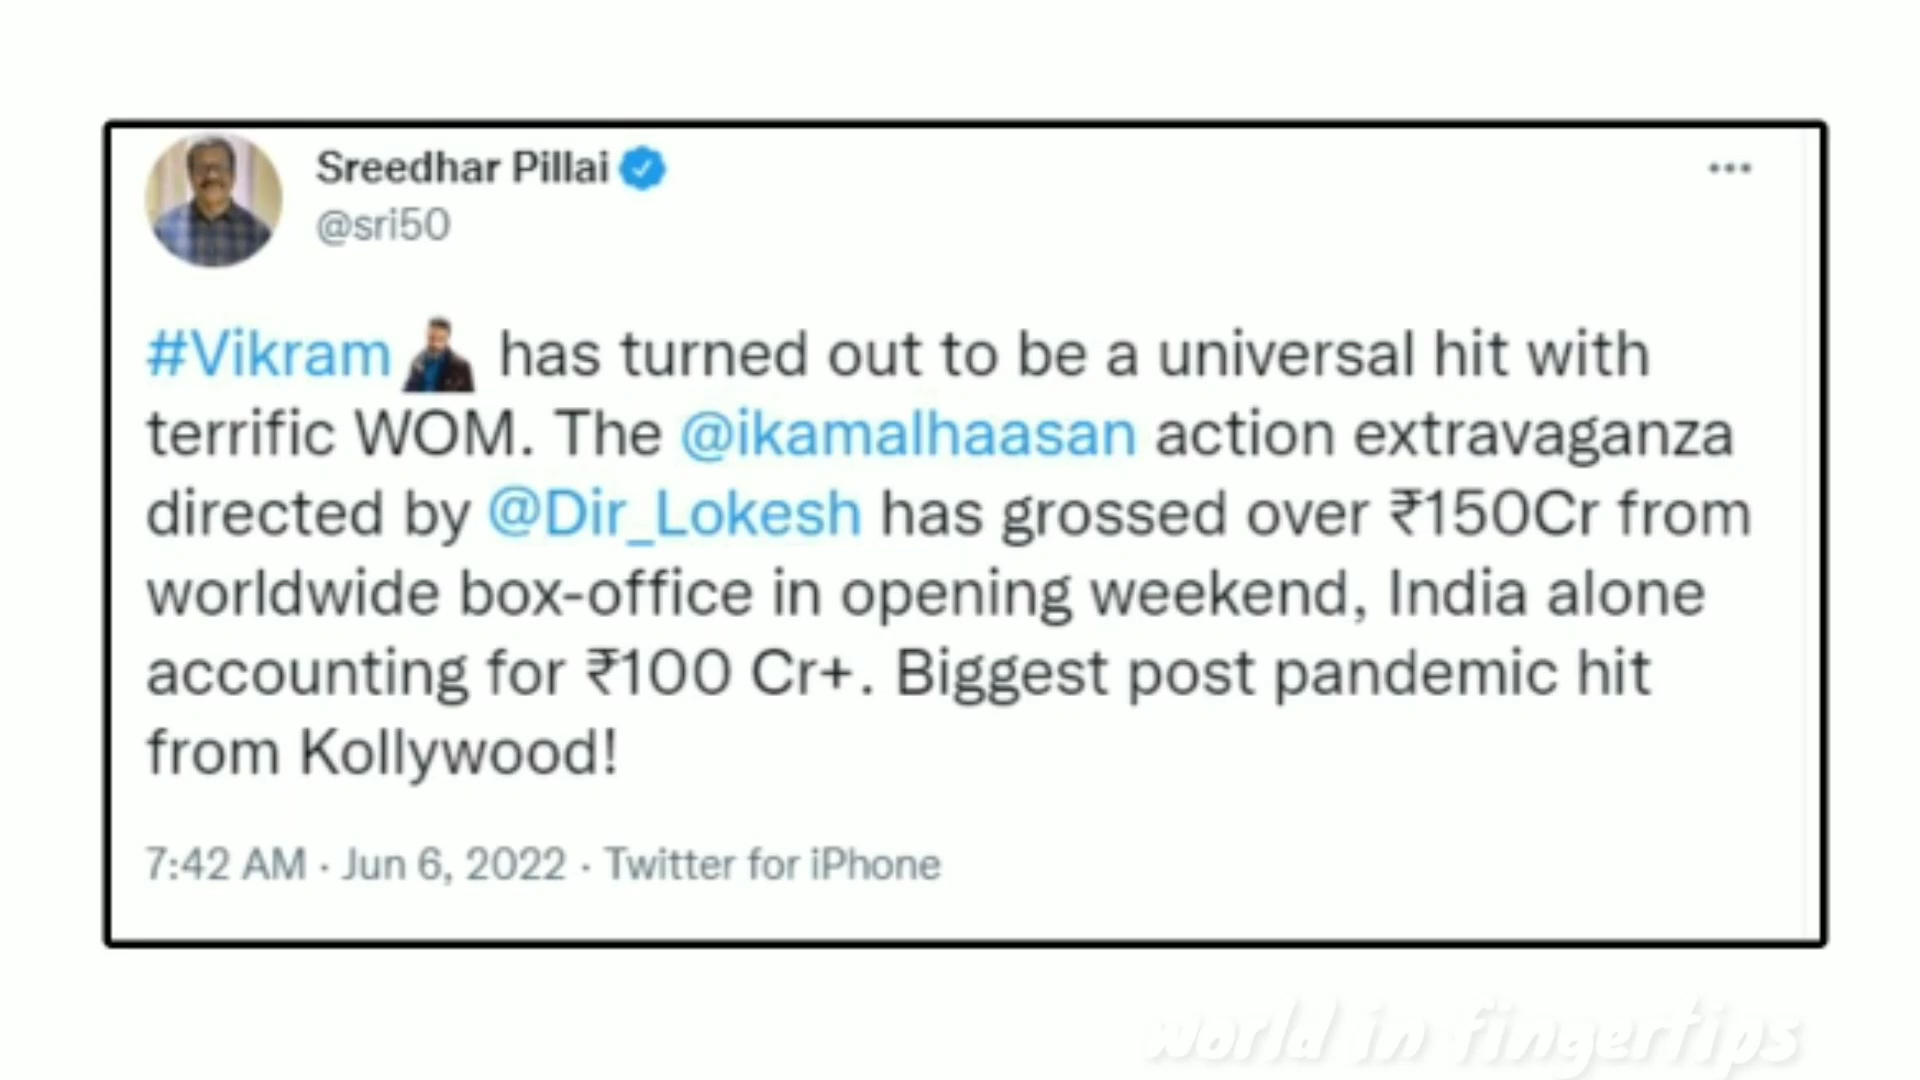 Sreedhar Pillai
@sri50
#Vikram has turned out to be a universal hit with
terrific WOM. The @ikamalhaasan action extravaganza
directed by @Dir_Lokesh has grossed over ₹150Cr from
worldwide box-office in opening weekend, India alone
accounting for ₹100 Cr+. Biggest post pandemic hit
from Kollywood!
7:42 AM · Jun 6, 2022 · Twitter for iPhone
world in fingertips